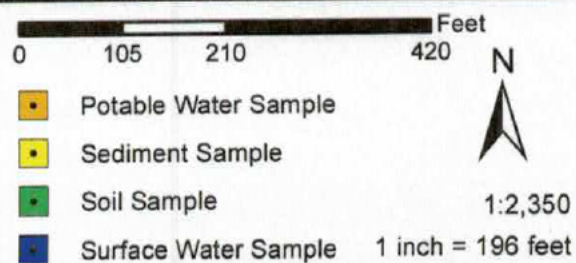 Feet
0 105 210 420
N
Potable Water Sample
Sediment Sample
Soil Sample
1:2,350
Surface Water Sample 1 inch = 196 feet